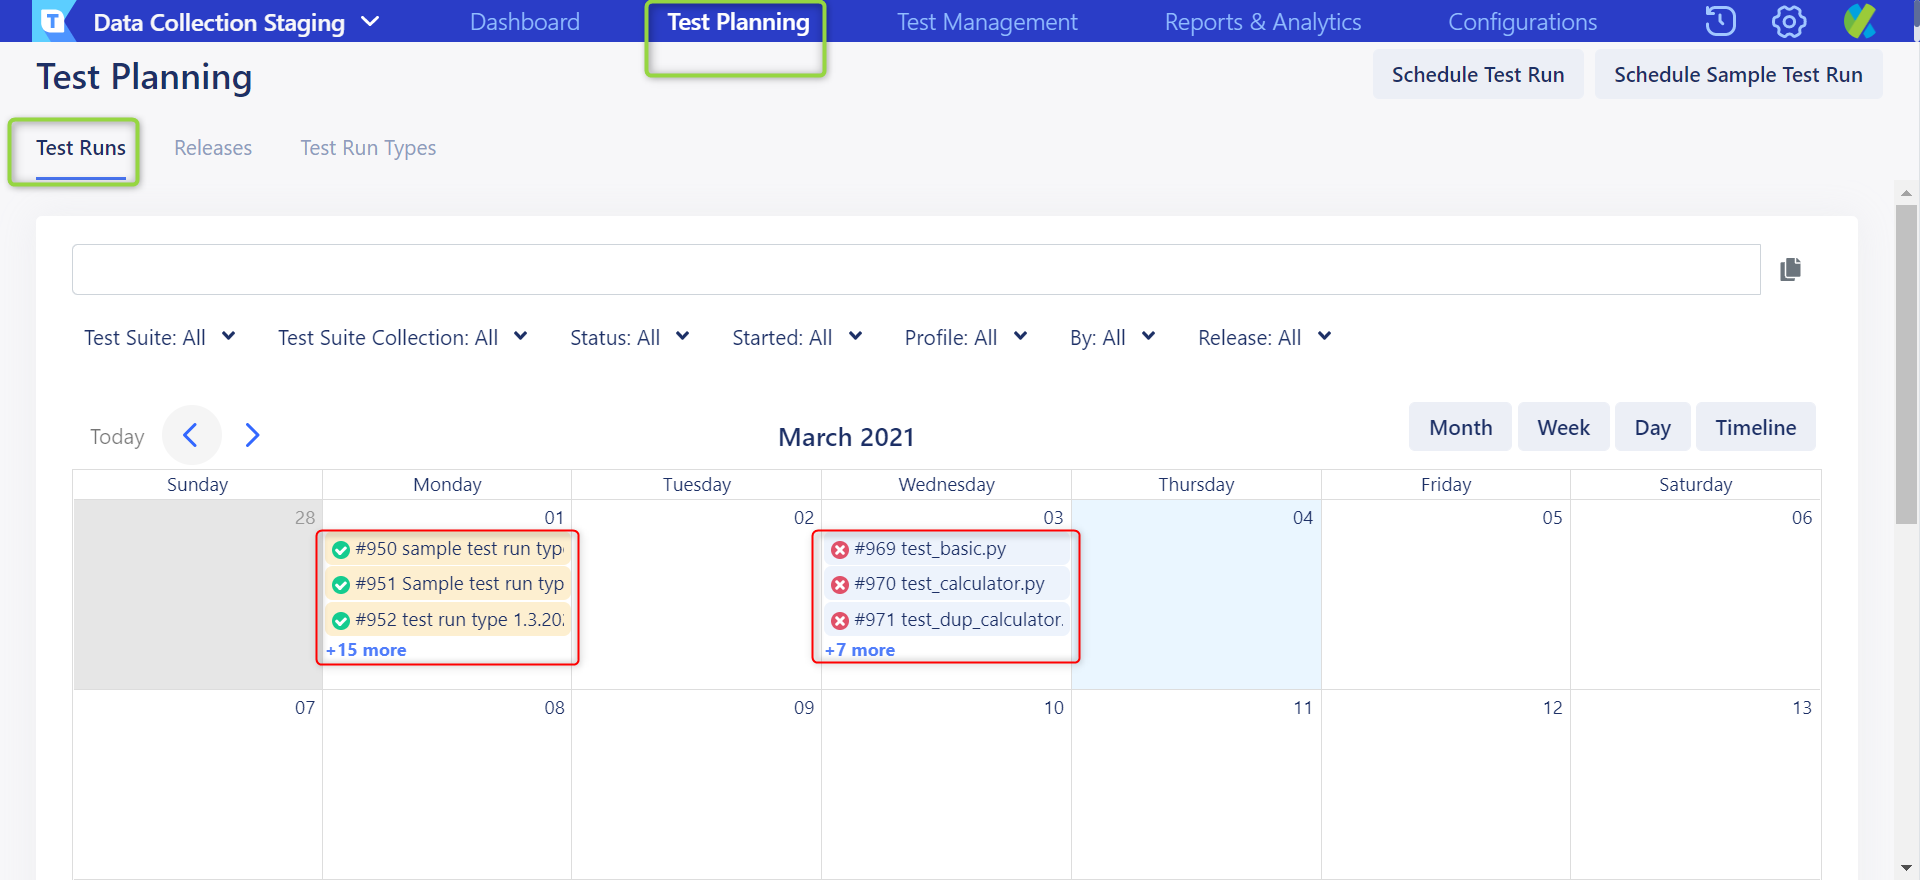 Data Collection Staging
Dashboard
Test Planning
Test Management
Reports & Analytics
Configurations
Test Planning
Schedule Test Run
Schedule Sample Test Run
Test Runs
Releases
Test Run Types
Test Suite: All
Test Suite Collection: All
Status: All
Started: All
Profile: All
By: All
Release: All
Today
March 2021
Month
Week
Day
Timeline
Sunday
Monday
Tuesday
Wednesday
Thursday
Friday
Saturday
28
01
#950 sample test run typ
#951 Sample test run typ
#952 test run type 1.3.20
+15 more
02
03
#969 test_basic.py
#970 test_calculator.py
#971 test_dup_calculator.
+7 more
04
05
06
07
08
09
10
11
12
13